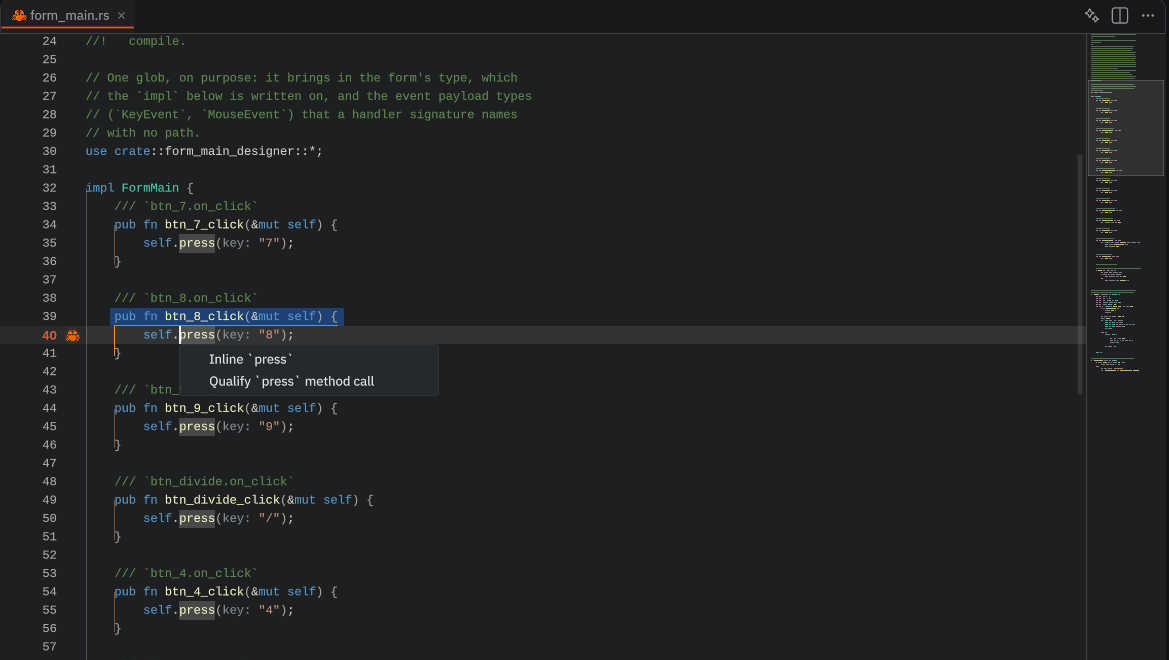 form_main.rs
24 //!   compile.
25
26 // One glob, on purpose: it brings in the form's type, which
27 // the `impl` below is written on, and the event payload types
28 // (`KeyEvent`, `MouseEvent`) that a handler signature names
29 // with no path.
30 use crate::form_main_designer::*;
31
32 impl FormMain {
33     /// `btn_7.on_click`
34     pub fn btn_7_click(&mut self) {
35         self.press(key: "7");
36     }
37
38     /// `btn_8.on_click`
39     pub fn btn_8_click(&mut self) {
40         self.press(key: "8");
41     }
Inline `press`
42
Qualify `press` method call
43     /// `btn_
44     pub fn btn_9_click(&mut self) {
45         self.press(key: "9");
46     }
47
48     /// `btn_divide.on_click`
49     pub fn btn_divide_click(&mut self) {
50         self.press(key: "/");
51     }
52
53     /// `btn_4.on_click`
54     pub fn btn_4_click(&mut self) {
55         self.press(key: "4");
56     }
57